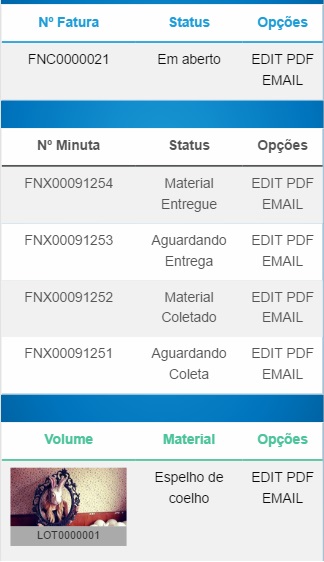 Nº Fatura Status Opções
FNC0000021 Em aberto EDIT PDF
EMAIL
Nº Minuta Status Opções
FNX00091254 Material EDIT PDF
Entregue EMAIL
FNX00091253 Aguardando EDIT PDF
Entrega EMAIL
FNX00091252 Material EDIT PDF
Coletado EMAIL
FNX00091251 Aguardando EDIT PDF
Coleta EMAIL
Volume Material Opções
Espelho de EDIT PDF
coelho EMAIL
LOT0000001